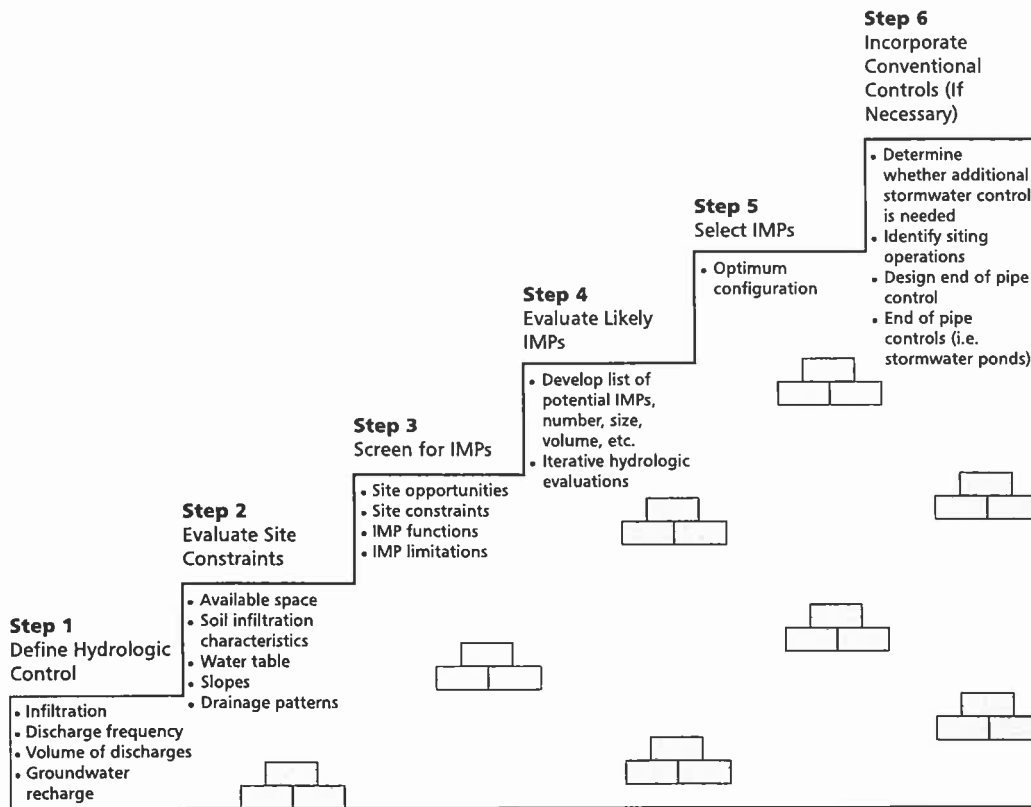 Step 1
Define Hydrologic
Control
• Infiltration
• Discharge frequency
• Volume of discharges
• Groundwater
recharge
Step 2
Evaluate Site
Constraints
• Available space
• Soil infiltration
characteristics
• Water table
• Slopes
• Drainage patterns
Step 3
Screen for IMPs
• Site opportunities
• Site constraints
• IMP functions
• IMP limitations
Step 4
Evaluate Likely
IMPs
• Develop list of
potential IMPs,
number, size,
volume, etc.
• Iterative hydrologic
evaluations
Step 5
Select IMPs
• Optimum
configuration
Step 6
Incorporate
Conventional
Controls (If
Necessary)
• Determine
whether additional
stormwater control
is needed
• Identify siting
operations
• Design end of pipe
control
• End of pipe
controls (i.e.
stormwater ponds)